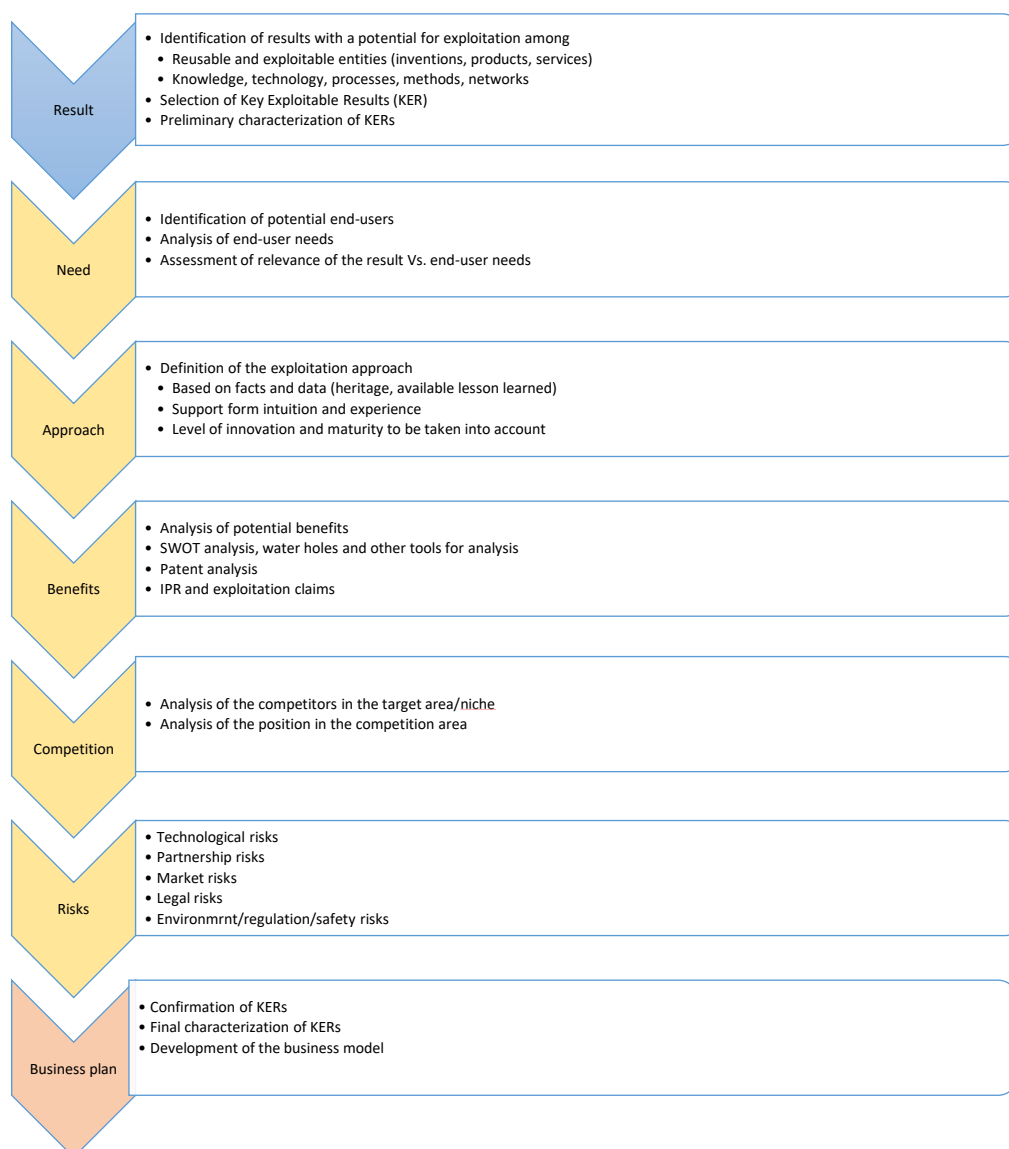 Result
• Identification of results with a potential for exploitation among
• Reusable and exploitable entities (inventions, products, services)
• Knowledge, technology, processes, methods, networks
• Selection of Key Exploitable Results (KER)
• Preliminary characterization of KERs
Need
• Identification of potential end-users
• Analysis of end-user needs
• Assessment of relevance of the result Vs. end-user needs
Approach
• Definition of the exploitation approach
• Based on facts and data (heritage, available lesson learned)
• Support form intuition and experience
• Level of innovation and maturity to be taken into account
Benefits
• Analysis of potential benefits
• SWOT analysis, water holes and other tools for analysis
• Patent analysis
• IPR and exploitation claims
Competition
• Analysis of the competitors in the target area/niche
• Analysis of the position in the competition area
Risks
• Technological risks
• Partnership risks
• Market risks
• Legal risks
• Environmrnt/regulation/safety risks
Business plan
• Confirmation of KERs
• Final characterization of KERs
• Development of the business model